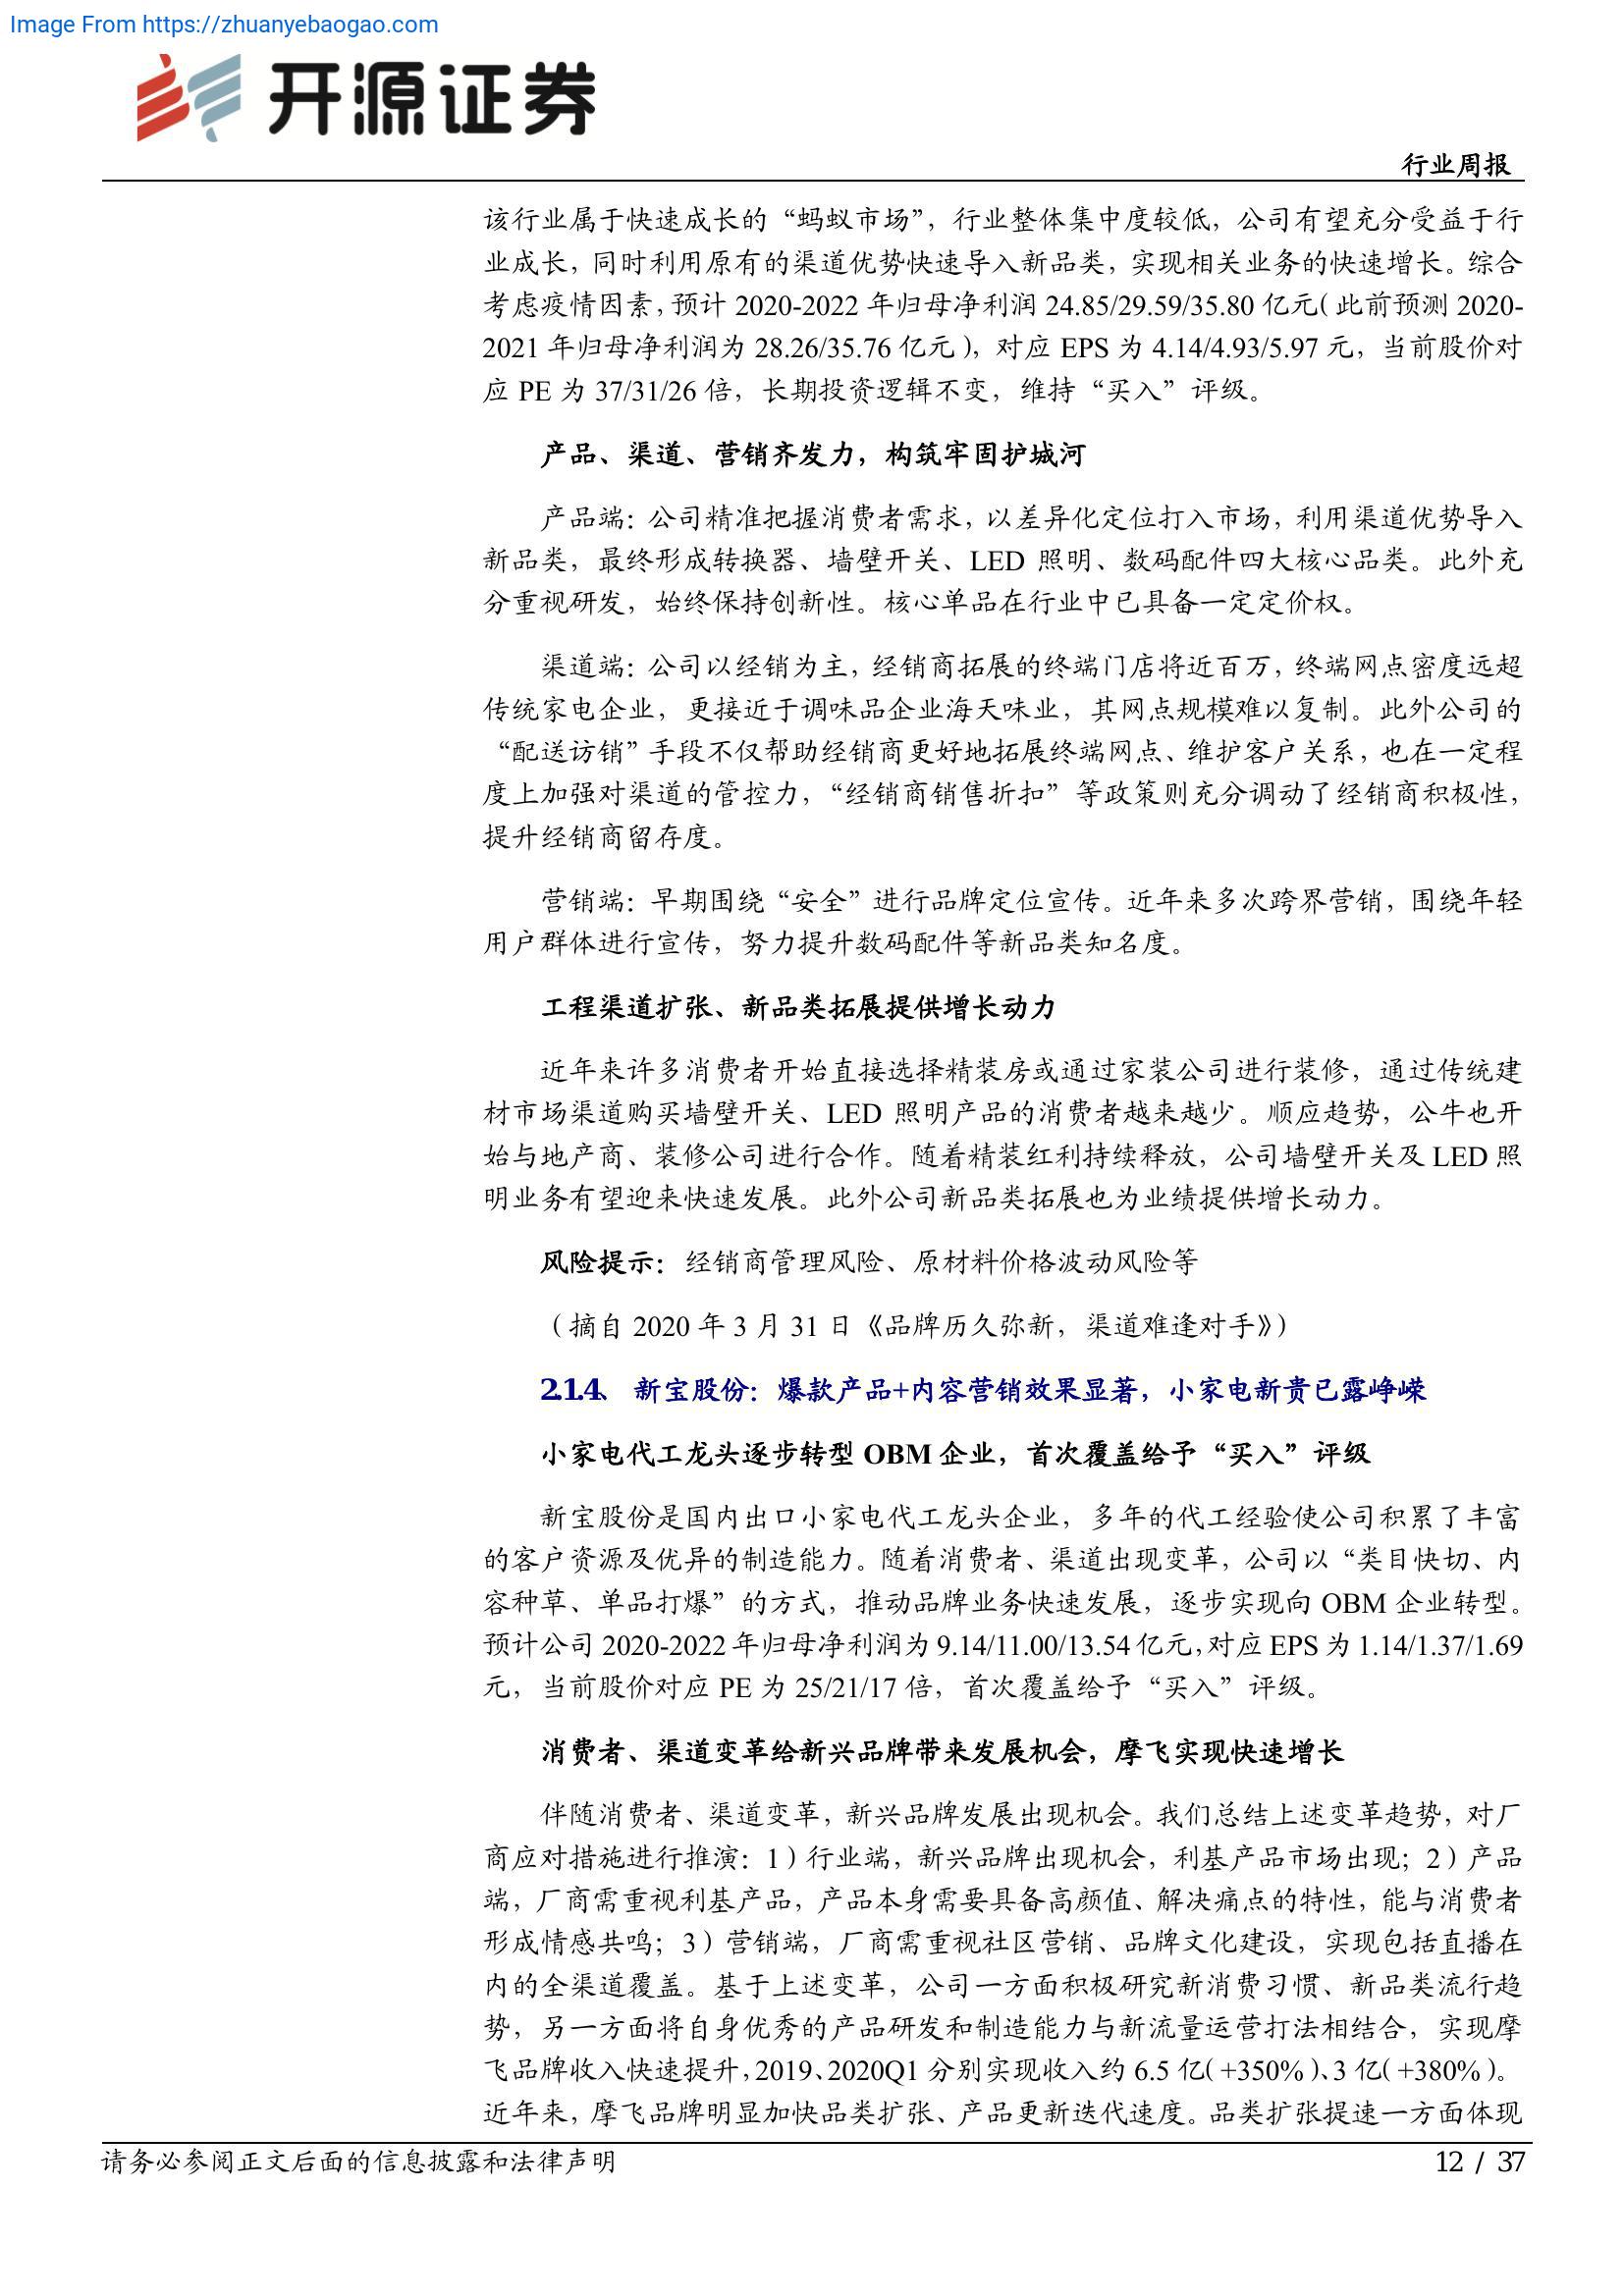 Image From https://zhuanyebaogao.com
开源证券
行业周报
该行业属于快速成长的“蚂蚁市场”，行业整体集中度较低，公司有望充分受益于行
业成长，同时利用原有的渠道优势快速导入新品类，实现相关业务的快速增长。综合
考虑疫情因素，预计 2020-2022 年归母净利润 24.85/29.59/35.80 亿元（此前预测 2020-
2021 年归母净利润为 28.26/35.76 亿元），对应 EPS 为 4.14/4.93/5.97 元，当前股价对
应 PE 为 37/31/26 倍，长期投资逻辑不变，维持“买入”评级。
产品、渠道、营销齐发力，构筑牢固护城河
产品端：公司精准把握消费者需求，以差异化定位打入市场，利用渠道优势导入
新品类，最终形成转换器、墙壁开关、LED 照明、数码配件四大核心品类。此外充
分重视研发，始终保持创新性。核心单品在行业中已具备一定定价权。
渠道端：公司以经销为主，经销商拓展的终端门店将近百万，终端网点密度远超
传统家电企业，更接近于调味品企业海天味业，其网点规模难以复制。此外公司的
“配送访销”手段不仅帮助经销商更好地拓展终端网点、维护客户关系，也在一定程
度上加强对渠道的管控力，“经销商销售折扣”等政策则充分调动了经销商积极性，
提升经销商留存度。
营销端：早期围绕“安全”进行品牌定位宣传。近年来多次跨界营销，围绕年轻
用户群体进行宣传，努力提升数码配件等新品类知名度。
工程渠道扩张、新品类拓展提供增长动力
近年来许多消费者开始直接选择精装房或通过家装公司进行装修，通过传统建
材市场渠道购买墙壁开关、LED 照明产品的消费者越来越少。顺应趋势，公牛也开
始与地产商、装修公司进行合作。随着精装红利持续释放，公司墙壁开关及 LED 照
明业务有望迎来快速发展。此外公司新品类拓展也为业绩提供增长动力。
风险提示：经销商管理风险、原材料价格波动风险等
（摘自 2020 年 3 月 31 日《品牌历久弥新，渠道难逢对手》）
2.1.4、 新宝股份：爆款产品+内容营销效果显著，小家电新贵已露峥嵘
小家电代工龙头逐步转型 OBM 企业，首次覆盖给予“买入”评级
新宝股份是国内出口小家电代工龙头企业，多年的代工经验使公司积累了丰富
的客户资源及优异的制造能力。随着消费者、渠道出现变革，公司以“类目快切、内
容种草、单品打爆”的方式，推动品牌业务快速发展，逐步实现向 OBM 企业转型。
预计公司 2020-2022 年归母净利润为 9.14/11.00/13.54 亿元，对应 EPS 为 1.14/1.37/1.69
元，当前股价对应 PE 为 25/21/17 倍，首次覆盖给予“买入”评级。
消费者、渠道变革给新兴品牌带来发展机会，摩飞实现快速增长
伴随消费者、渠道变革，新兴品牌发展出现机会。我们总结上述变革趋势，对厂
商应对措施进行推演：1）行业端，新兴品牌出现机会，利基产品市场出现；2）产品
端，厂商需重视利基产品，产品本身需要具备高颜值、解决痛点的特性，能与消费者
形成情感共鸣；3）营销端，厂商需重视社区营销、品牌文化建设，实现包括直播在
内的全渠道覆盖。基于上述变革，公司一方面积极研究新消费习惯、新品类流行趋
势，另一方面将自身优秀的产品研发和制造能力与新流量运营打法相结合，实现摩
飞品牌收入快速提升，2019、2020Q1 分别实现收入约 6.5 亿（+350%）、3 亿（+380%）。
近年来，摩飞品牌明显加快品类扩张、产品更新迭代速度。品类扩张提速一方面体现
请务必参阅正文后面的信息披露和法律声明
12 / 37